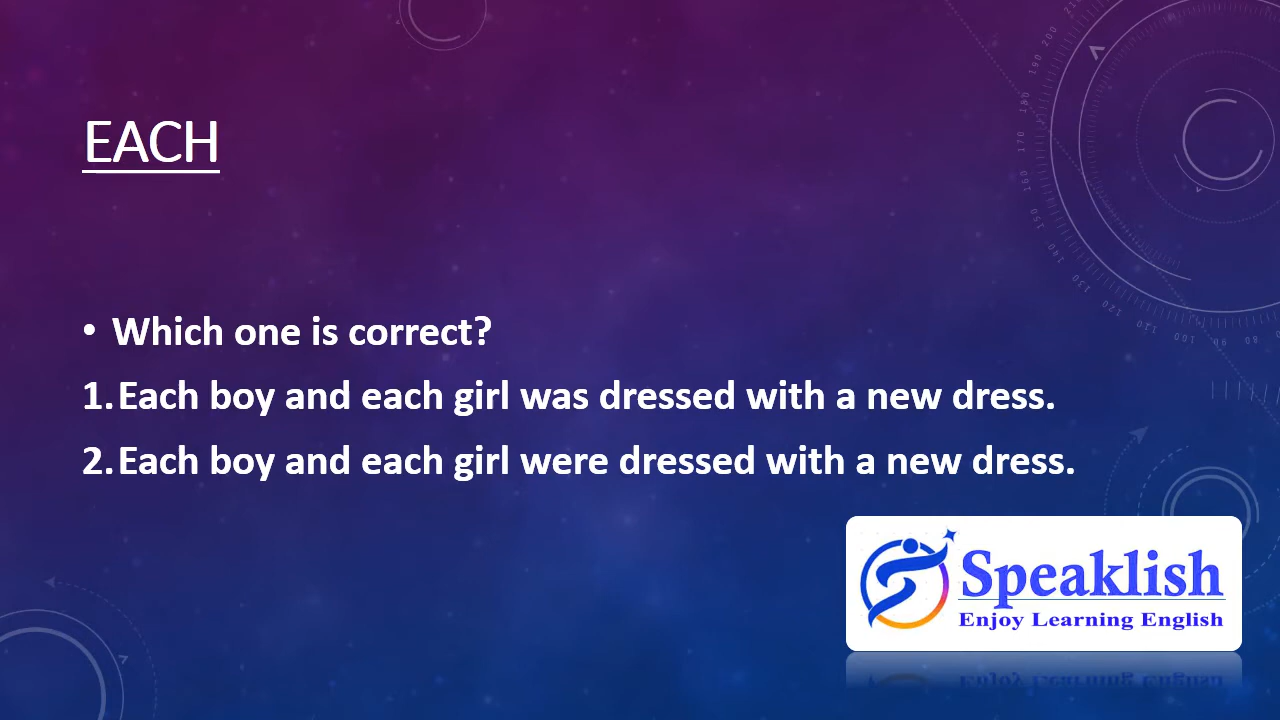 EACH
• Which one is correct?
1. Each boy and each girl was dressed with a new dress.
2. Each boy and each girl were dressed with a new dress.
Speaklish
Enjoy Learning English